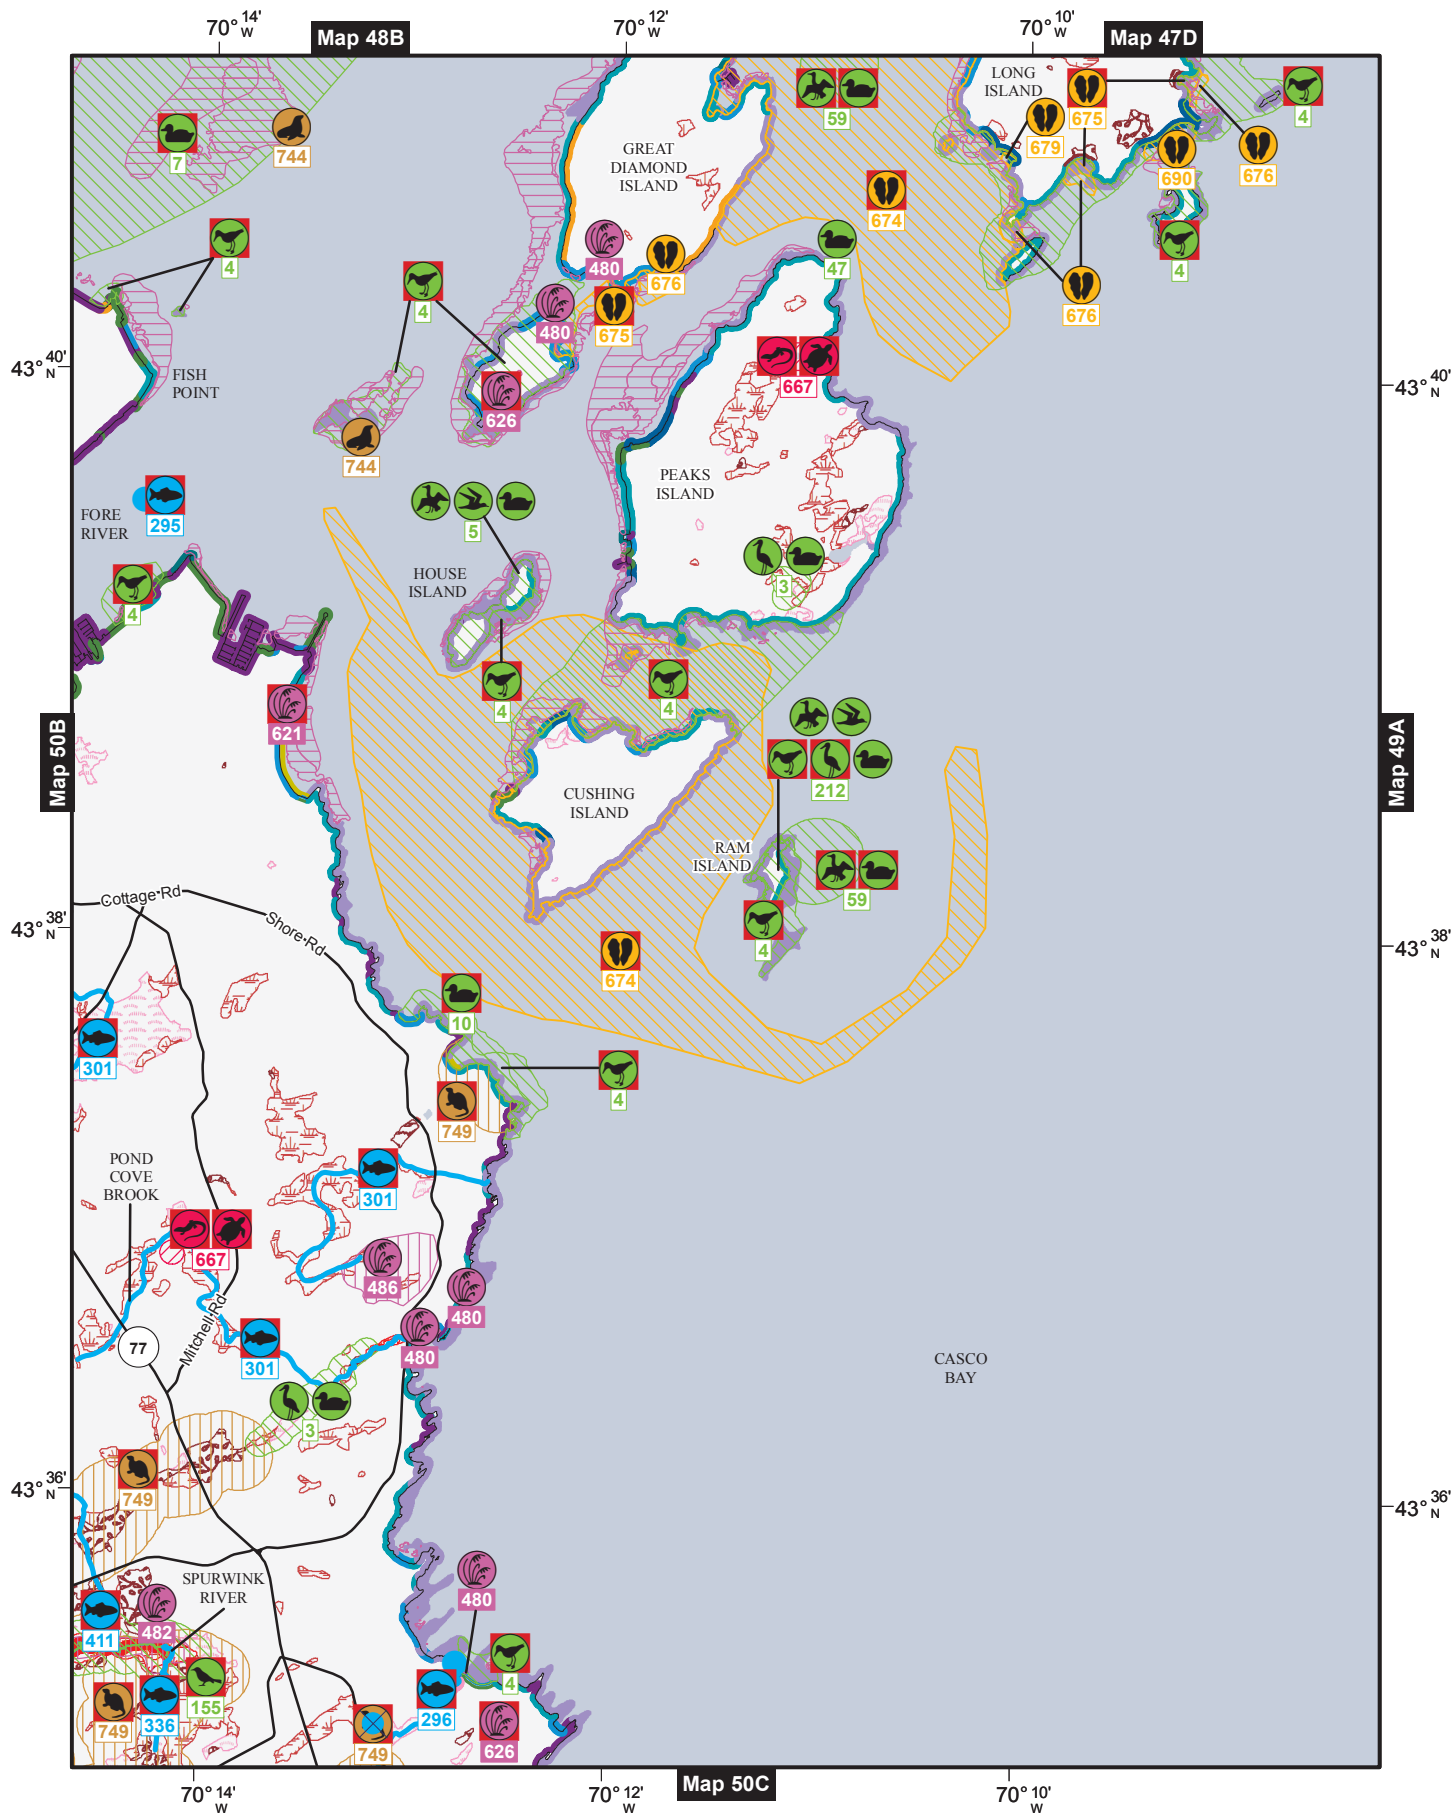 70° 14' W
Map 48B
70° 12' W
70° 10' W
Map 47D
LONG
ISLAND
59
675
679
4
7
744
GREAT
DIAMOND
ISLAND
690
676
674
4
480
676
47
4
4
480
675
676
43° 40' N
43° 40' N
FISH
POINT
667
626
744
PEAKS
ISLAND
FORE
RIVER
295
5
HOUSE
ISLAND
3
4
4
4
621
Map 50B
Map 49A
212
CUSHING
ISLAND
RAM
ISLAND
59
Cottage Rd
Shore Rd
43° 38' N
43° 38' N
4
674
10
301
4
749
POND
COVE
BROOK
301
667
486
480
Mitchell Rd
77
301
480
CASCO
BAY
3
749
43° 36' N
43° 36' N
SPURWINK
RIVER
480
411
482
4
155
749
336
296
626
749
70° 14' W
70° 12' W
Map 50C
70° 10' W